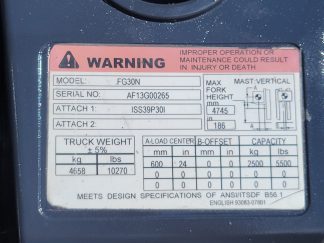 WARNING
IMPROPER OPERATION OR
MAINTENANCE COULD RESULT
IN INJURY OR DEATH
MODEL: FG30N
SERIAL NO: AF13G00265
ATTACH 1: ISS39P30I
ATTACH 2:
MAX FORK HEIGHT
mm
4745
in
186
MAST VERTICAL
TRUCK WEIGHT
± 5%
kg lbs
4658 10270
A-LOAD CENTER B-OFFSET CAPACITY
mm in mm in kg lbs
600 24 0 0 2500 5500
0 0 0 0 0 0
0 0 0 0 0 0
MEETS DESIGN SPECIFICATIONS OF ANSI/ITSDF B56.1
ENGLISH 93083-07801